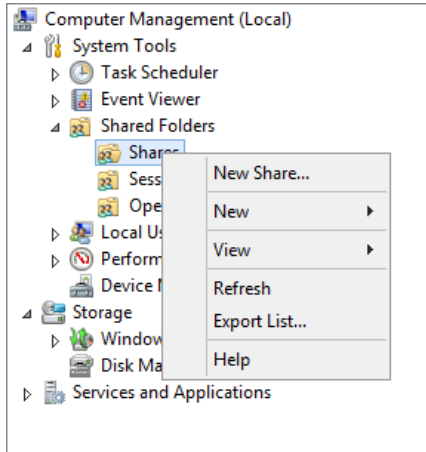 Computer Management (Local)
System Tools
Task Scheduler
Event Viewer
Shared Folders
Shares
Sess
Ope
Local Us
Perform
Device
Storage
Window
Disk Ma
Services and Applications
New Share...
New
View
Refresh
Export List...
Help